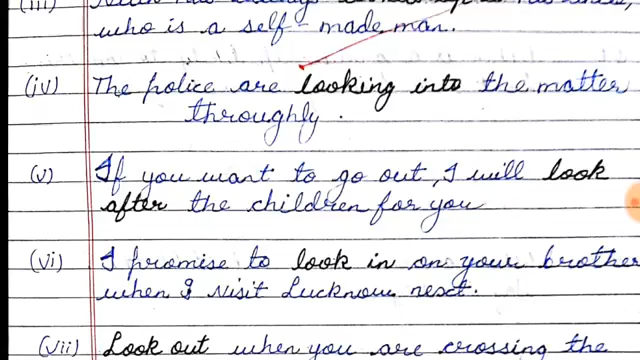 (iii)
who is a self-made man.
(iv) The police are looking into the matter
throughly.
(v) If you want to go out, I will look
after the children for you
(vi) I promise to look in on your brother
when I visit Lucknow next.
(vii) Look out when you are crossing the